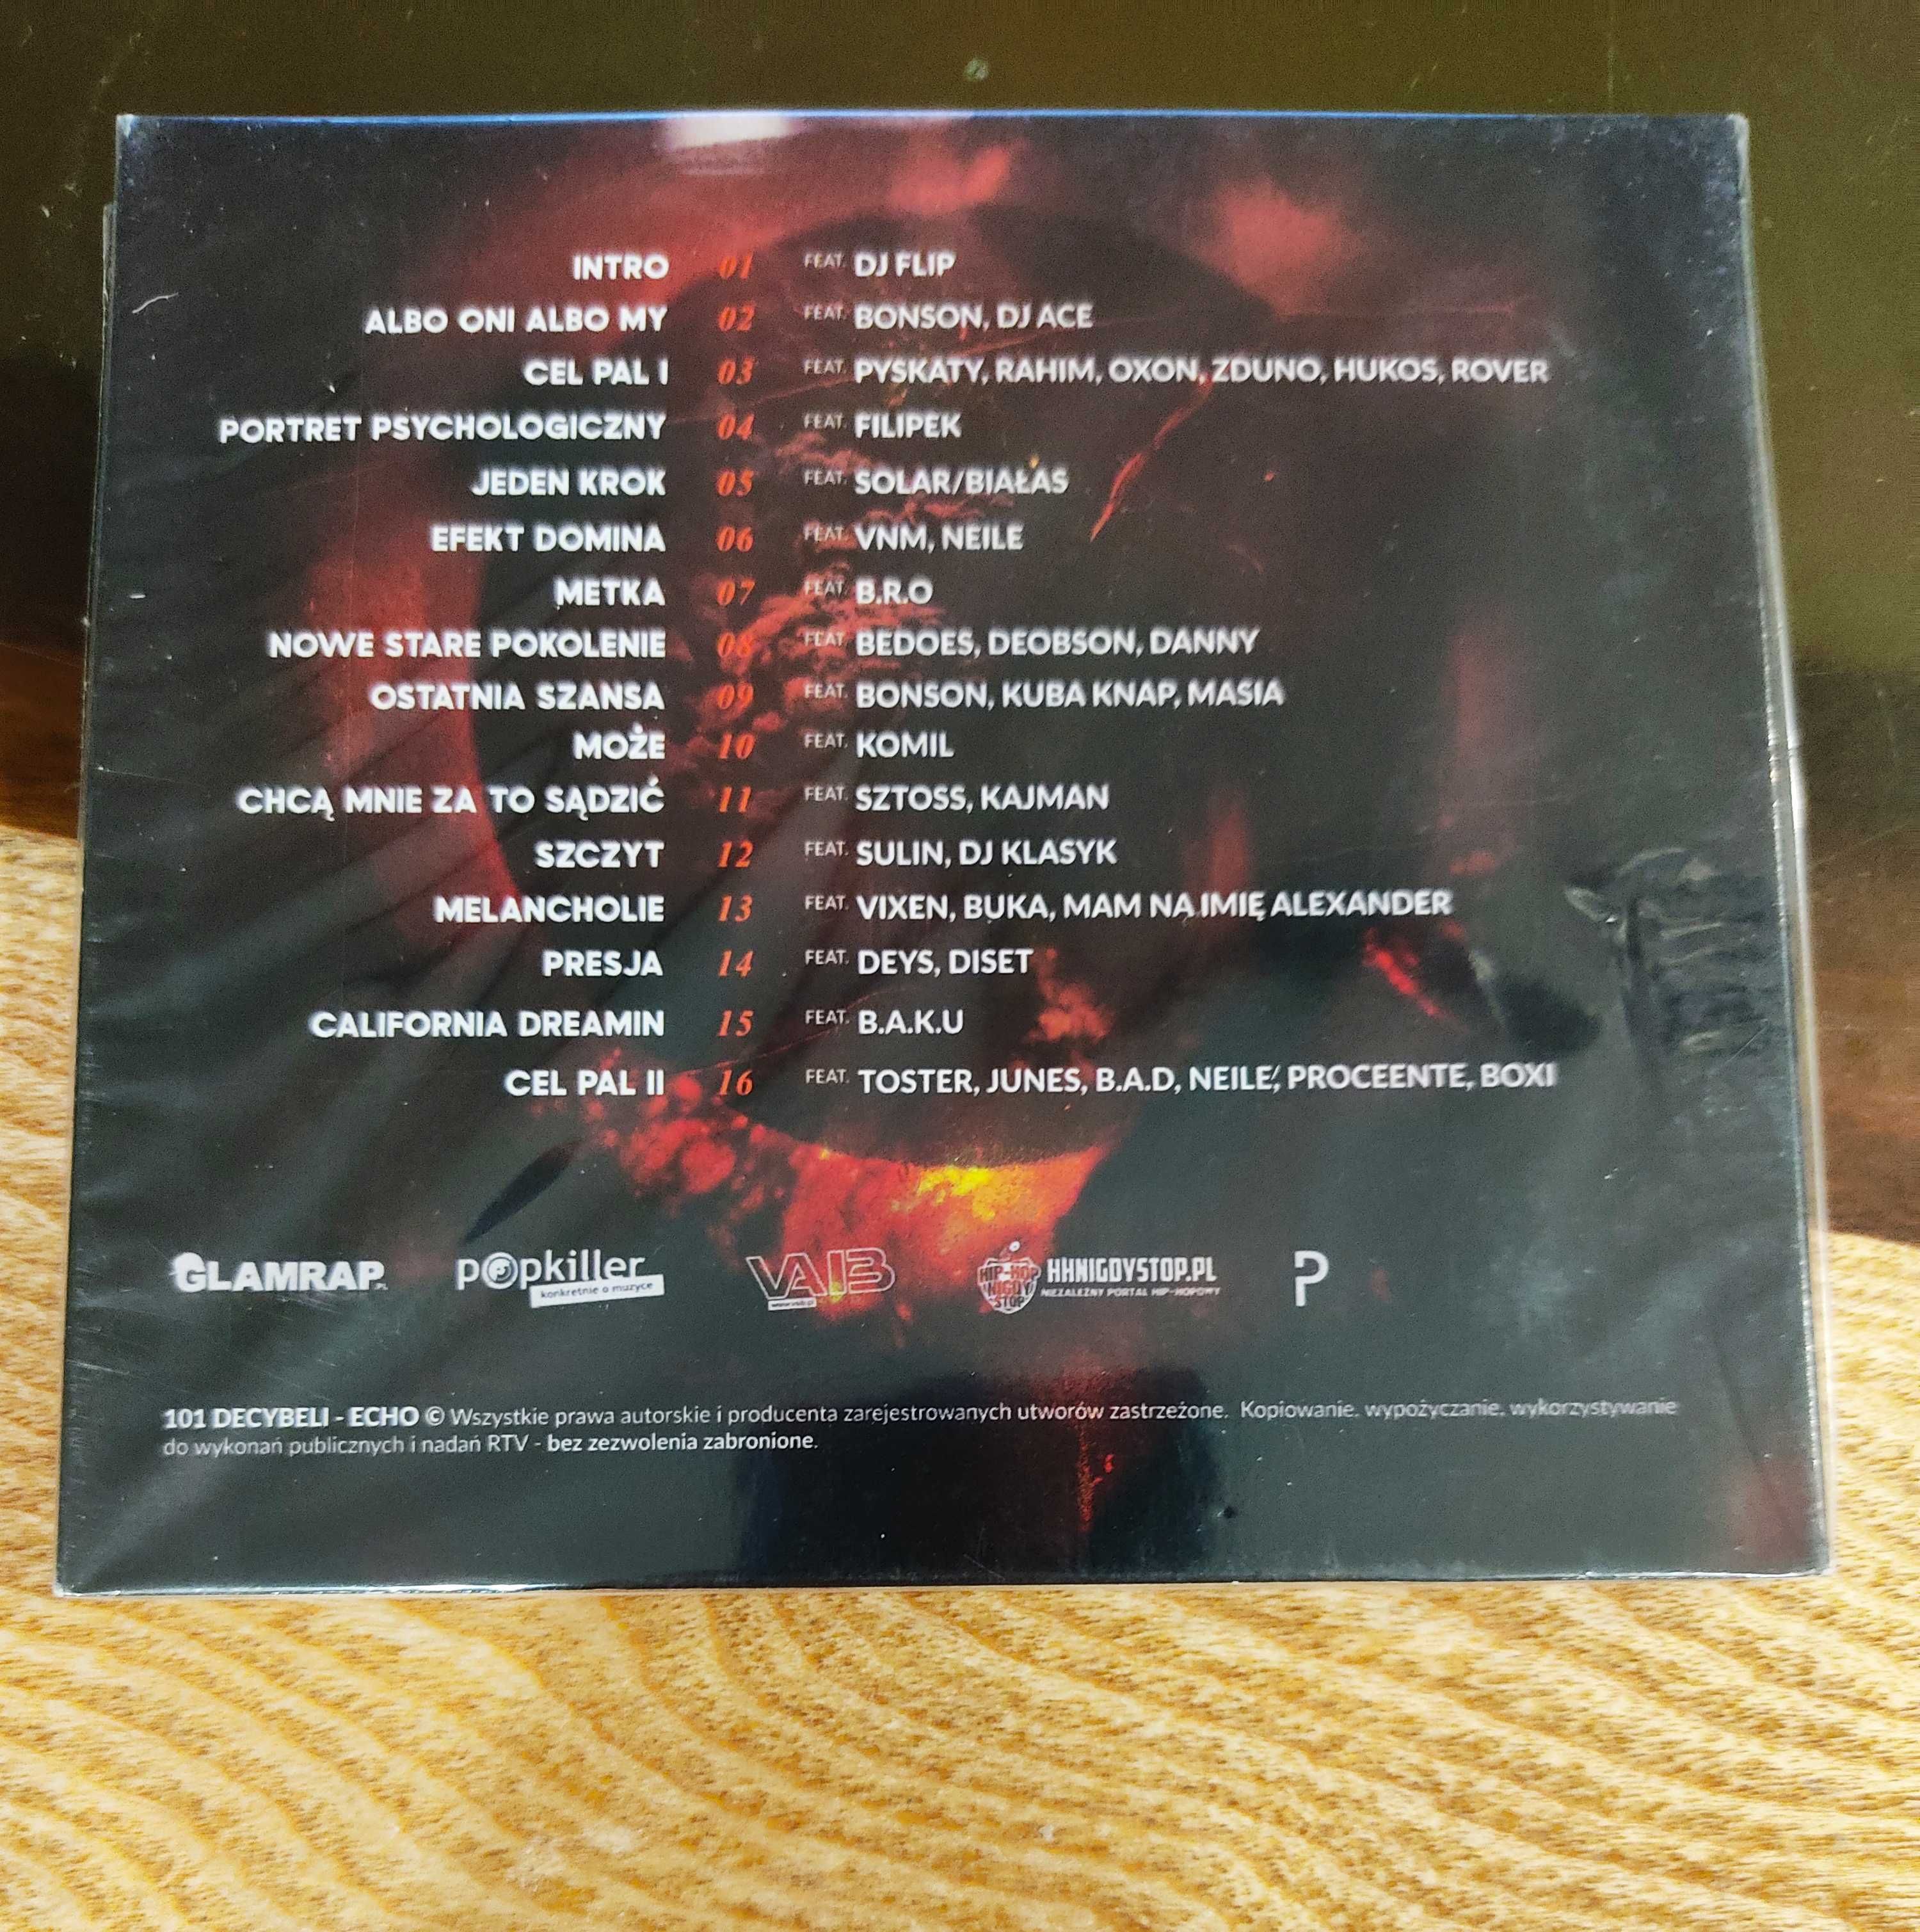 INTRO 01 FEAT. DJ FLIP
ALBO ONI ALBO MY 02 FEAT. BONSON, DJ ACE
CEL PAL I 03 FEAT. PYSKATY, RAHIM, OXON, ZDUNO, HUKOS, ROVER
PORTRET PSYCHOLOGICZNY 04 FEAT. FILIPEK
JEDEN KROK 05 FEAT. SOLAR/BIAŁAS
EFEKT DOMINA 06 FEAT. VNM, NEILE
METKA 07 FEAT. B.R.O
NOWE STARE POKOLENIE 08 FEAT. BEDOES, DEOBSON, DANNY
OSTATNIA SZANSA 09 FEAT. BONSON, KUBA KNAP, MASIA
MOŻE 10 FEAT. KOMIL
CHCĄ MNIE ZA TO SĄDZIĆ 11 FEAT. SZTOSS, KAJMAN
SZCZYT 12 FEAT. SULIN, DJ KLASYK
MELANCHOLIE 13 FEAT. VIXEN, BUKA, MAM NA IMIĘ ALEXANDER
PRESJA 14 FEAT. DEYS, DISET
CALIFORNIA DREAMIN 15 FEAT. B.A.K.U
CEL PAL II 16 FEAT. TOSTER, JUNES, B.A.D, NEILE, PROCEENTE, BOXI
GLAMRAP.PL popkiller VAIB HIP-HOP NIGDY STOP HHNIGDYSTOP.PL P
konkretnie o muzyce NIEZALEŻNY PORTAL HIP-HOPOWY
101 DECYBELI - ECHO © Wszystkie prawa autorskie i producenta zarejestrowanych utworów zastrzeżone. Kopiowanie. wypożyczanie. wykorzystywanie
do wykonań publicznych i nadań RTV - bez zezwolenia zabronione.